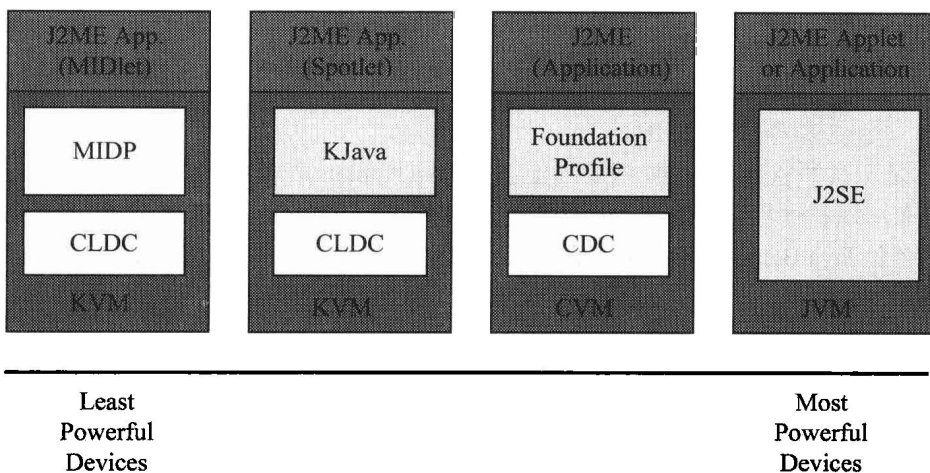 J2ME App.
(MIDlet)
MIDP
CLDC
KVM
J2ME App.
(Spotlet)
KJava
CLDC
KVM
J2ME
(Application)
Foundation
Profile
CDC
CVM
J2ME Applet
or Application
J2SE
JVM
Least
Powerful
Devices
Most
Powerful
Devices